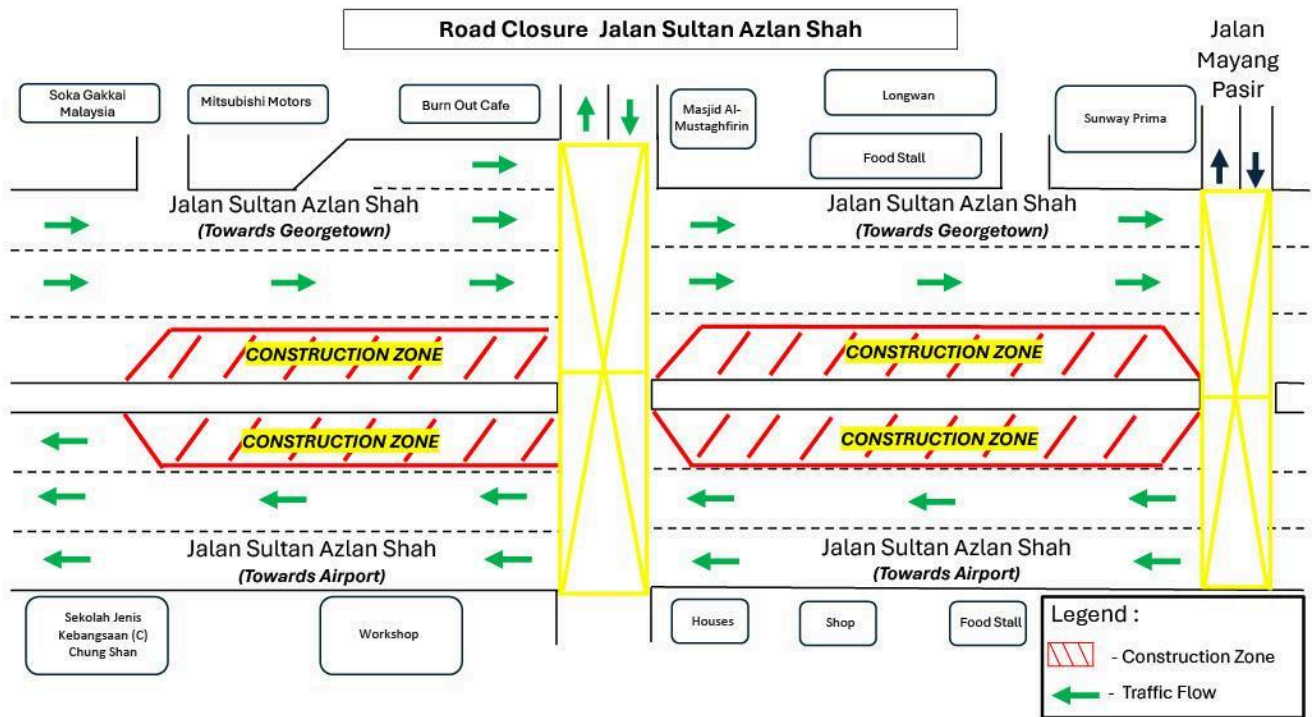 Road Closure Jalan Sultan Azlan Shah
Jalan
Mayang
Pasir
Soka Gakkai
Malaysia
Mitsubishi Motors
Burn Out Cafe
Masjid Al-
Mustaghfirin
Longwan
Food Stall
Sunway Prima
Jalan Sultan Azlan Shah
(Towards Georgetown)
Jalan Sultan Azlan Shah
(Towards Georgetown)
CONSTRUCTION ZONE
CONSTRUCTION ZONE
CONSTRUCTION ZONE
CONSTRUCTION ZONE
Jalan Sultan Azlan Shah
(Towards Airport)
Jalan Sultan Azlan Shah
(Towards Airport)
Sekolah Jenis
Kebangsaan (C)
Chung Shan
Workshop
Houses
Shop
Food Stall
Legend :
- Construction Zone
- Traffic Flow